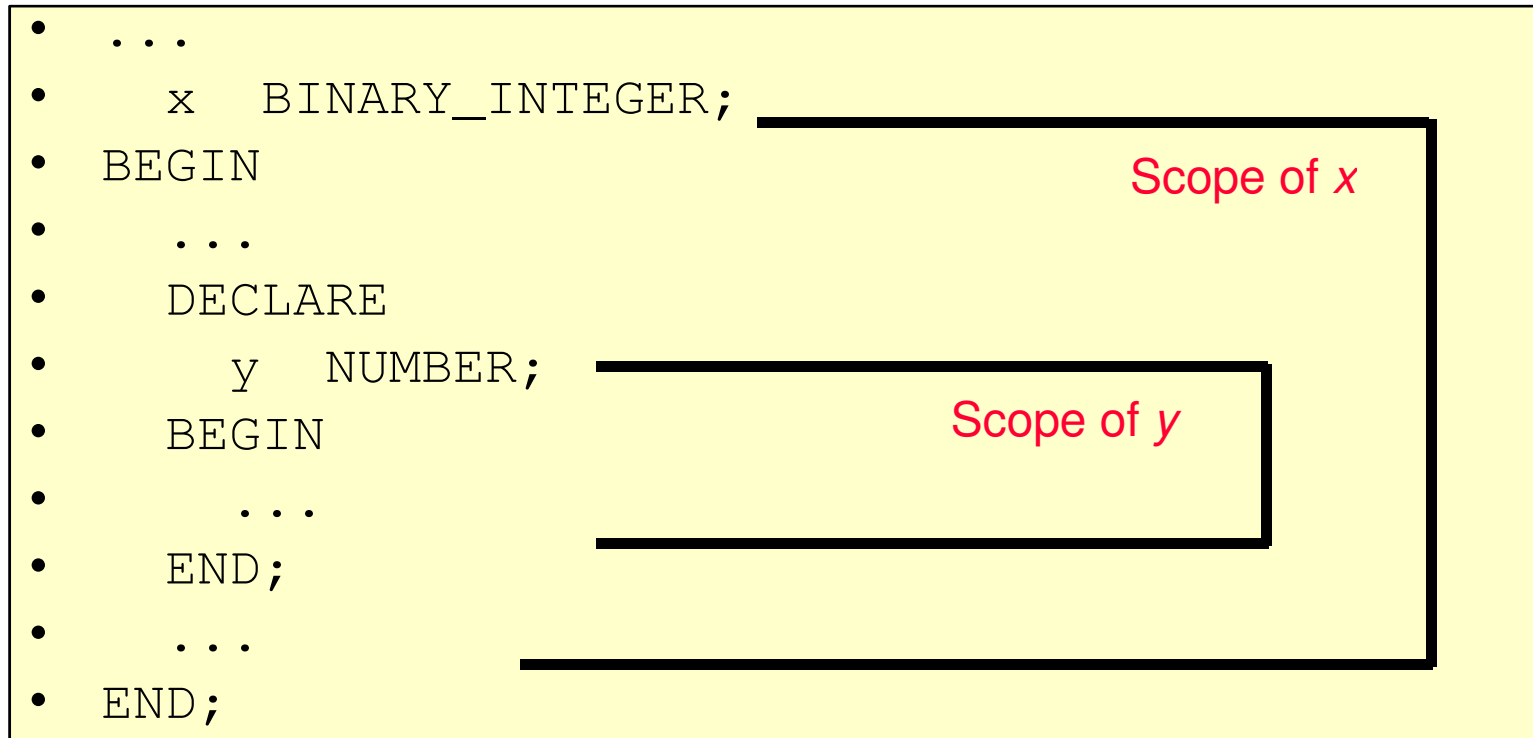 • ...
• x BINARY_INTEGER;
• BEGIN
Scope of x
• ...
• DECLARE
• y NUMBER;
• BEGIN
Scope of y
• ...
• END;
• ...
• END;